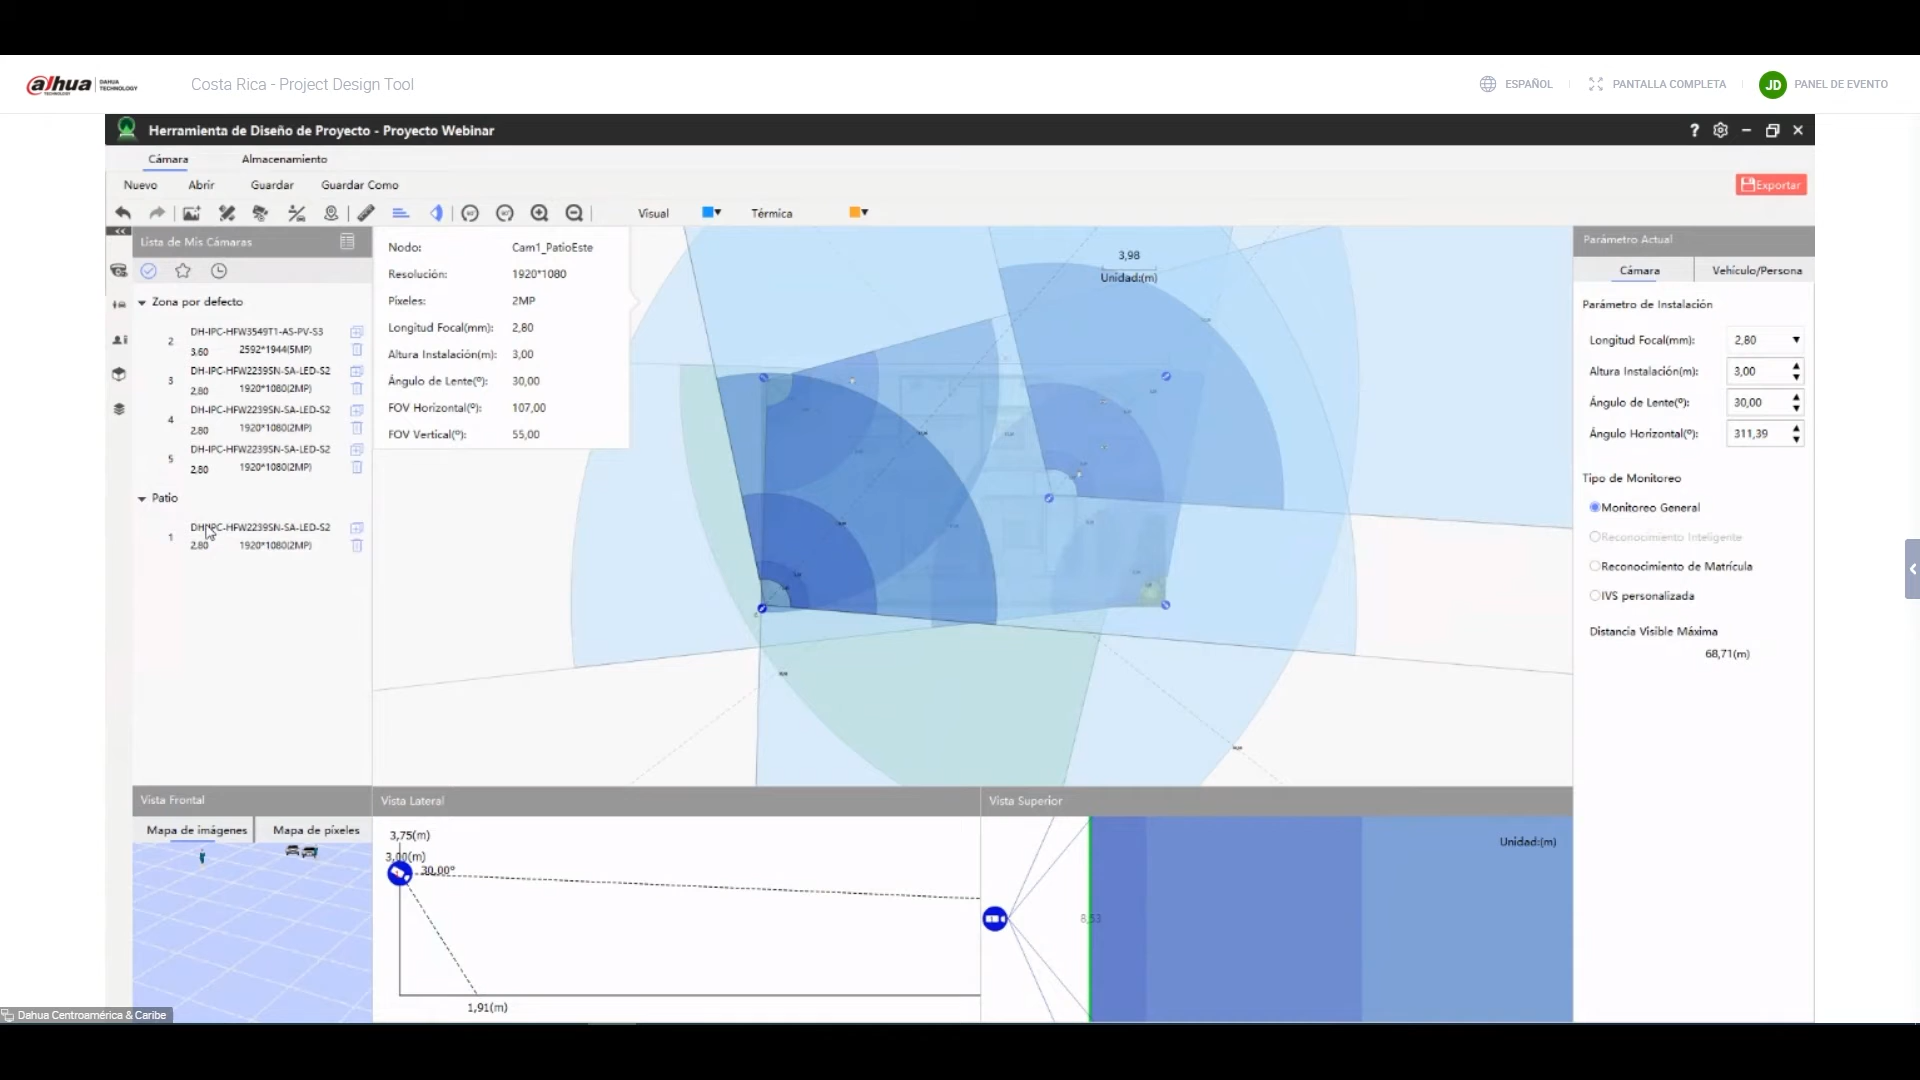 alhua
DAHUA
TECHNOLOGY
Costa Rica - Project Design Tool
ESPAÑOL
PANTALLA COMPLETA
JD
PANEL DE EVENTO
Herramienta de Diseño de Proyecto - Proyecto Webinar
Cámara
Almacenamiento
Nuevo
Abrir
Guardar
Guardar Como
Exportar
Visual
Térmica
Lista de Mis Cámaras
Zona por defecto
2
DH-IPC-HFW3549T1-AS-PV-S3
3.60 2592*1944(5MP)
3
DH-IPC-HFW2239SN-SA-LED-S2
2.80 1920*1080(2MP)
4
DH-IPC-HFW2239SN-SA-LED-S2
2.80 1920*1080(2MP)
5
DH-IPC-HFW2239SN-SA-LED-S2
2.80 1920*1080(2MP)
Patio
1
DH-IPC-HFW2239SN-SA-LED-S2
2.80 1920*1080(2MP)
Nodo: Cam1_PatioEste
Resolución: 1920*1080
Píxeles: 2MP
Longitud Focal(mm): 2,80
Altura Instalación(m): 3,00
Ángulo de Lente(º): 30,00
FOV Horizontal(º): 107,00
FOV Vertical(º): 55,00
3,98
Unidad:(m)
Parámetro Actual
Cámara
Vehículo/Persona
Parámetro de Instalación
Longitud Focal(mm): 2,80
Altura Instalación(m): 3,00
Ángulo de Lente(º): 30,00
Ángulo Horizontal(º): 311,39
Tipo de Monitoreo
Monitoreo General
Reconocimiento Inteligente
Reconocimiento de Matrícula
IVS personalizada
Distancia Visible Máxima
68,71(m)
Vista Frontal
Mapa de imágenes
Mapa de píxeles
Vista Lateral
3,75(m)
3,00(m)
30,00º
1,91(m)
Vista Superior
Unidad:(m)
8,53
Dahua Centroamérica & Caribe